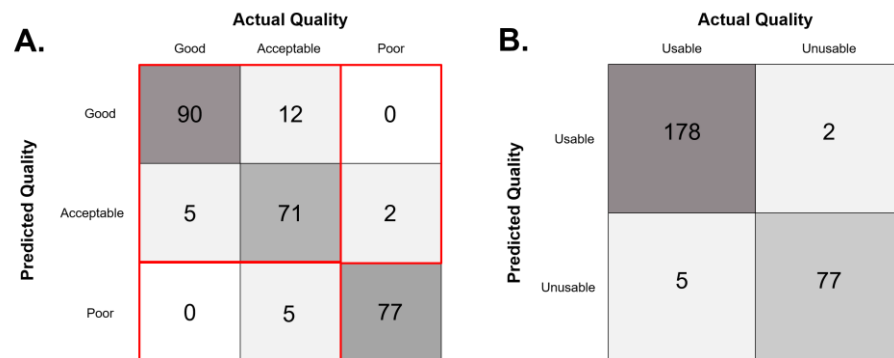 A.
Actual Quality
Good Acceptable Poor
Predicted Quality
Good 90 12 0
Acceptable 5 71 2
Poor 0 5 77
B.
Actual Quality
Usable Unusable
Predicted Quality
Usable 178 2
Unusable 5 77